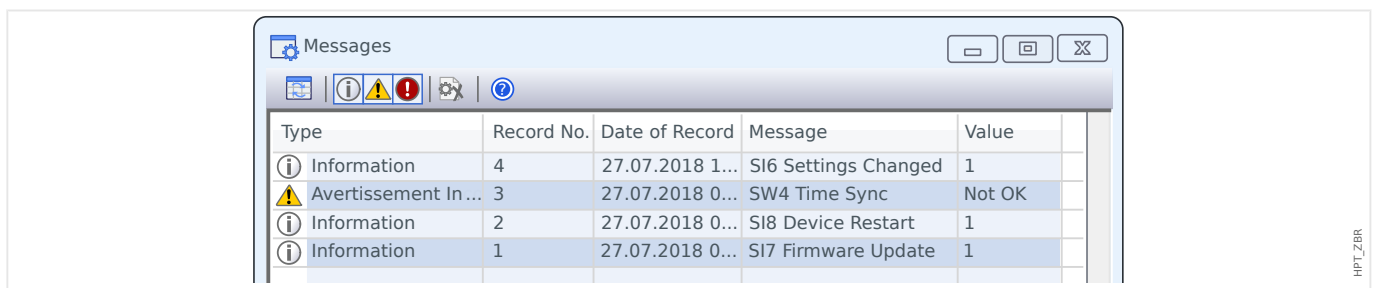 Messages
Type Record No. Date of Record Message Value
Information 4 27.07.2018 1... SI6 Settings Changed 1
Avertissement In... 3 27.07.2018 0... SW4 Time Sync Not OK
Information 2 27.07.2018 0... SI8 Device Restart 1
Information 1 27.07.2018 0... SI7 Firmware Update 1
HPT_ZBR